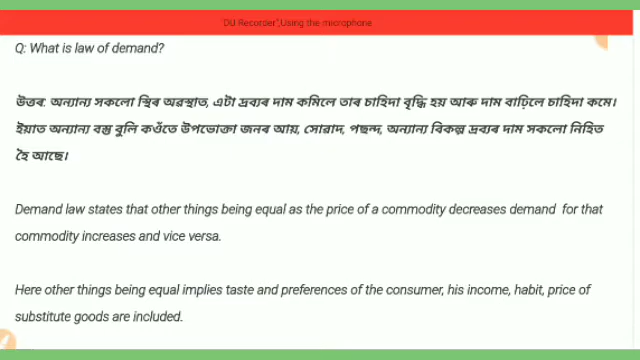 "DU Recorder",Using the microphone
Q: What is law of demand?
উত্তৰ: অন্যান্য সকলো স্থিৰ অৱস্থাত, এটা দ্ৰব্যৰ দাম কমিলে তাৰ চাহিদা বৃদ্ধি হয় আৰু দাম বাঢ়িলে চাহিদা কমে।
ইয়াত অন্যান্য বস্তু বুলি কওঁতে উপভোক্তা জনৰ আয়, সোৱাদ, পছন্দ, অন্যান্য বিকল্প দ্ৰব্যৰ দাম সকলো নিহিত
হৈ আছে।
Demand law states that other things being equal as the price of a commodity decreases demand for that
commodity increases and vice versa.
Here other things being equal implies taste and preferences of the consumer, his income, habit, price of
substitute goods are included.